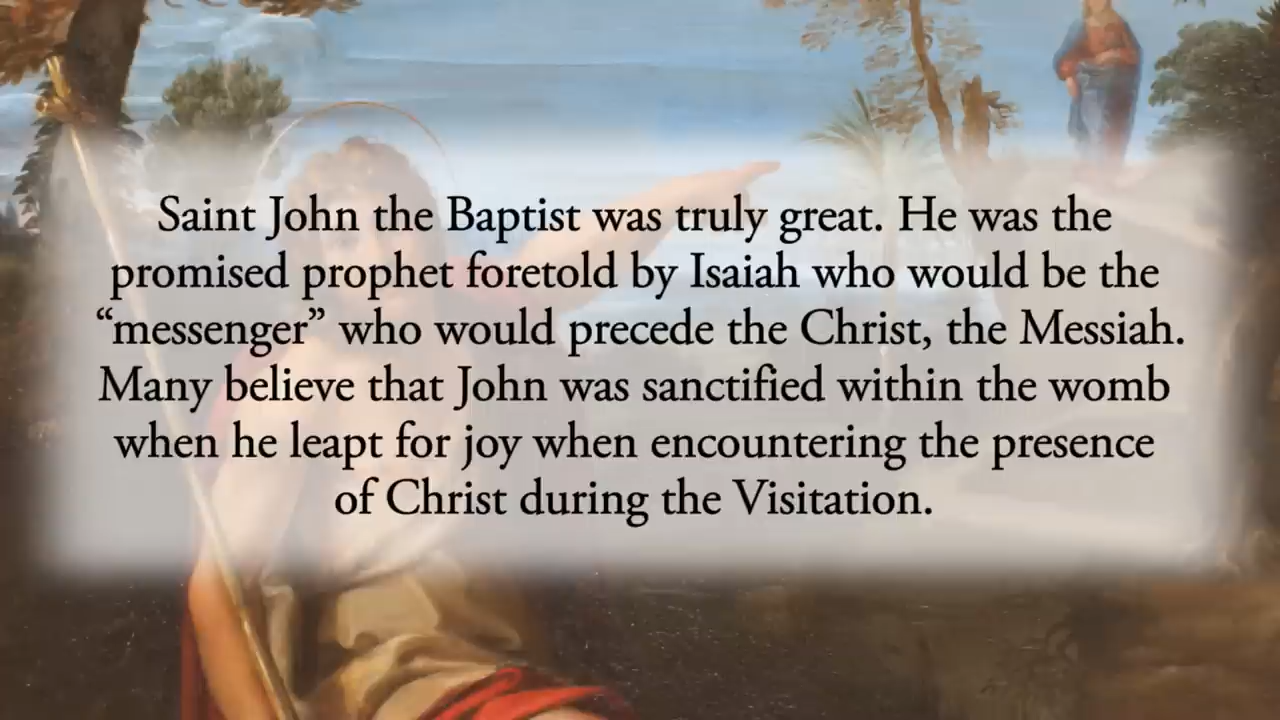 Saint John the Baptist was truly great. He was the
promised prophet foretold by Isaiah who would be the
“messenger” who would precede the Christ, the Messiah.
Many believe that John was sanctified within the womb
when he leapt for joy when encountering the presence
of Christ during the Visitation.